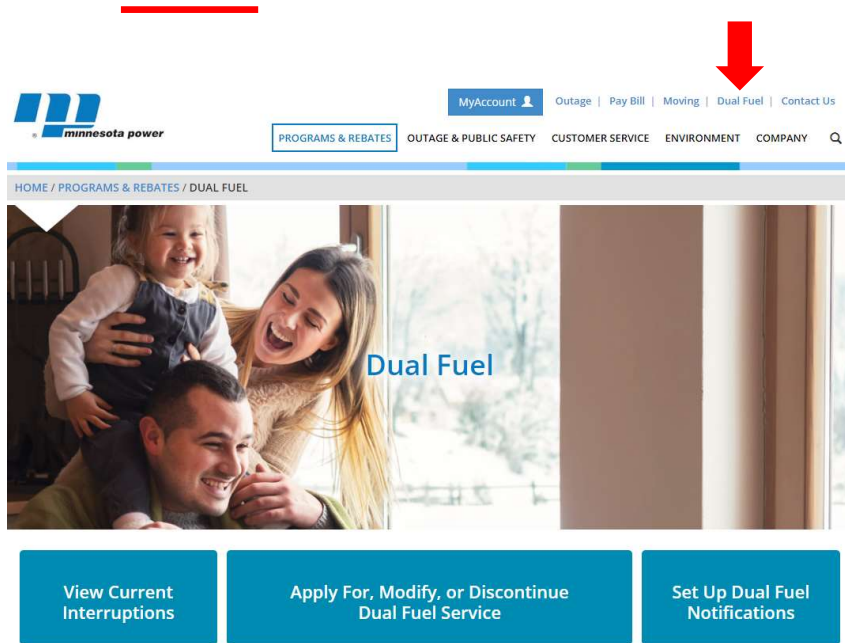 MyAccount Outage | Pay Bill | Moving | Dual Fuel | Contact Us
minnesota power
PROGRAMS & REBATES OUTAGE & PUBLIC SAFETY CUSTOMER SERVICE ENVIRONMENT COMPANY
HOME / PROGRAMS & REBATES / DUAL FUEL
Dual Fuel
View Current
Interruptions
Apply For, Modify, or Discontinue
Dual Fuel Service
Set Up Dual Fuel
Notifications